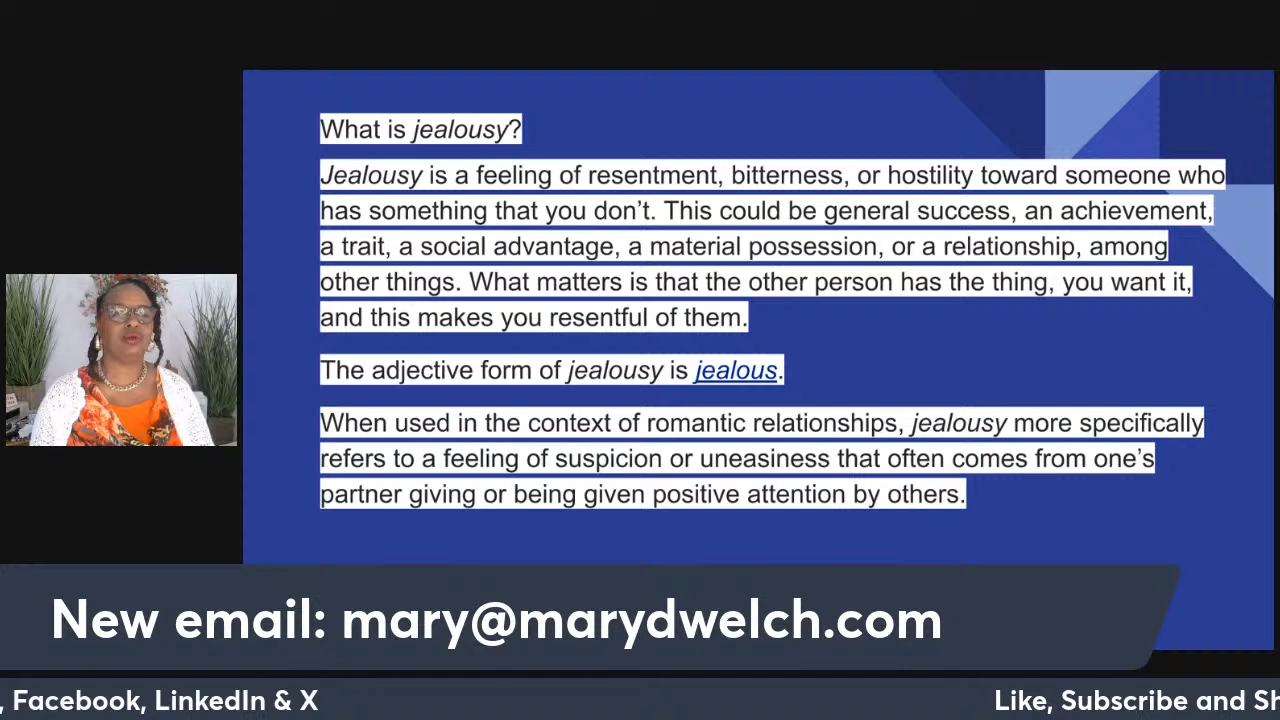 What is jealousy?
Jealousy is a feeling of resentment, bitterness, or hostility toward someone who
has something that you don’t. This could be general success, an achievement,
a trait, a social advantage, a material possession, or a relationship, among
other things. What matters is that the other person has the thing, you want it,
and this makes you resentful of them.
The adjective form of jealousy is jealous.
When used in the context of romantic relationships, jealousy more specifically
refers to a feeling of suspicion or uneasiness that often comes from one’s
partner giving or being given positive attention by others.
New email: mary@marydwelch.com
, Facebook, LinkedIn & X
Like, Subscribe and Sh